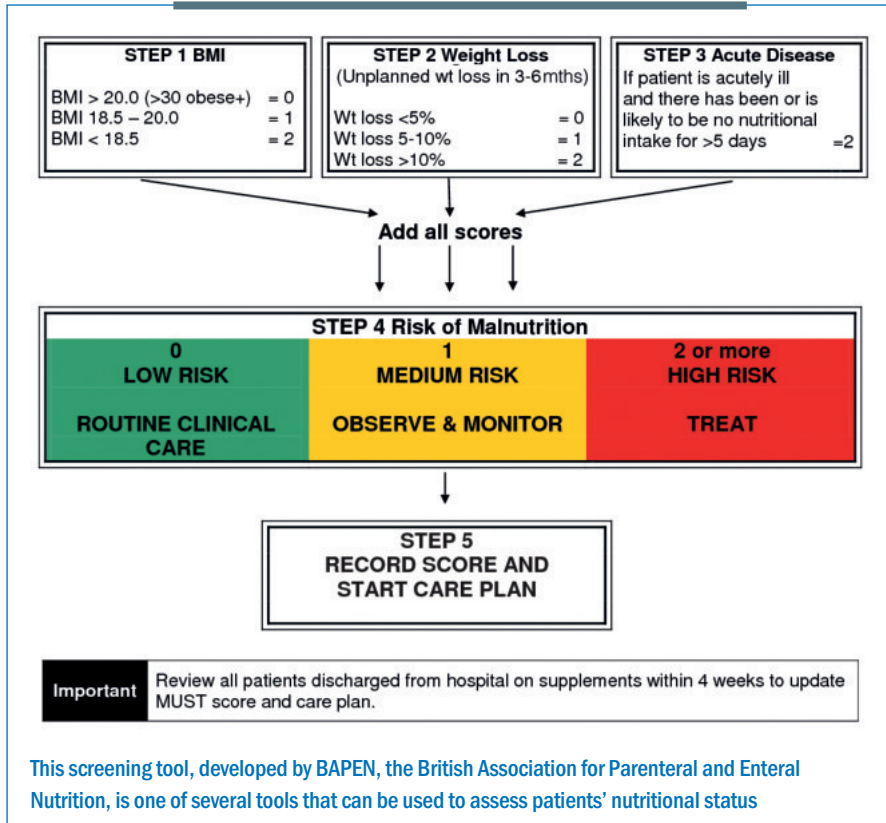 STEP 1 BMI
BMI > 20.0 (>30 obese+) = 0
BMI 18.5 – 20.0 = 1
BMI < 18.5 = 2
STEP 2 Weight Loss
(Unplanned wt loss in 3-6mths)
Wt loss <5% = 0
Wt loss 5-10% = 1
Wt loss >10% = 2
STEP 3 Acute Disease
If patient is acutely ill
and there has been or is
likely to be no nutritional
intake for >5 days =2
Add all scores
STEP 4 Risk of Malnutrition
0
LOW RISK
ROUTINE CLINICAL
CARE
1
MEDIUM RISK
OBSERVE & MONITOR
2 or more
HIGH RISK
TREAT
STEP 5
RECORD SCORE AND
START CARE PLAN
Important
Review all patients discharged from hospital on supplements within 4 weeks to update
MUST score and care plan.
This screening tool, developed by BAPEN, the British Association for Parenteral and Enteral
Nutrition, is one of several tools that can be used to assess patients' nutritional status